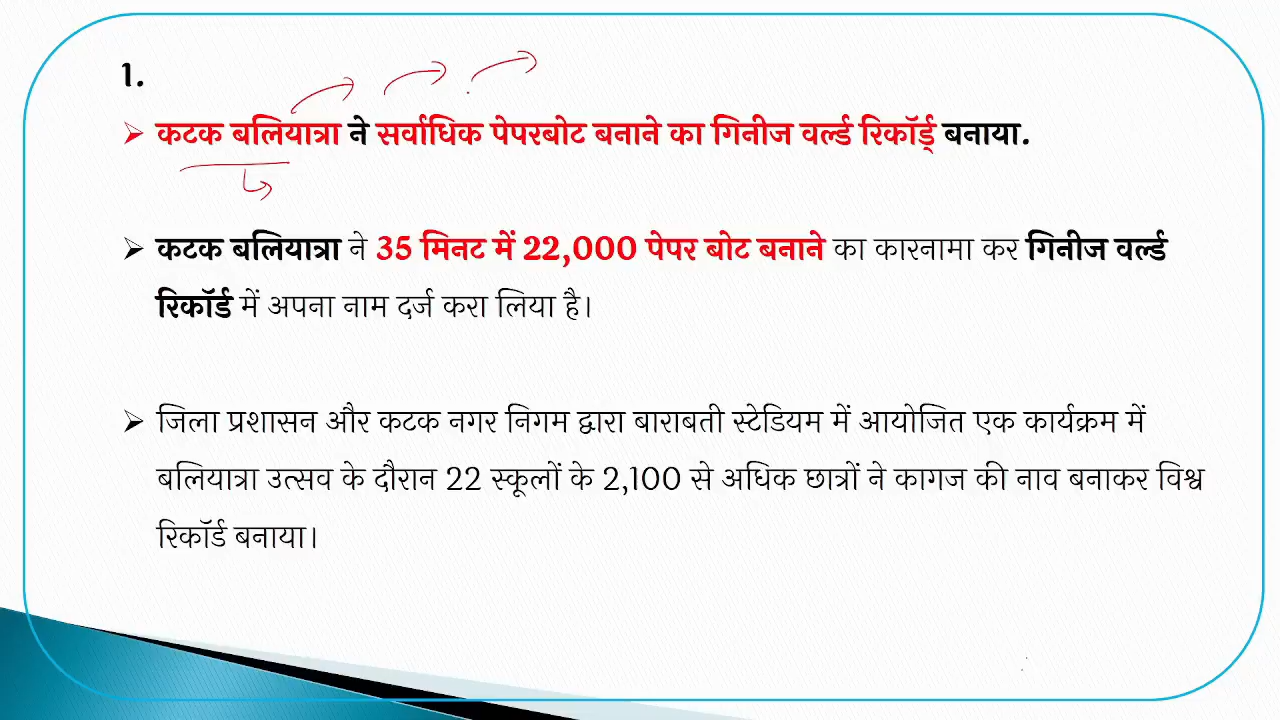 1.
➢ कटक बलियात्रा ने सर्वाधिक पेपरबोट बनाने का गिनीज वर्ल्ड रिकॉर्ड् बनाया.
➢ कटक बलियात्रा ने 35 मिनट में 22,000 पेपर बोट बनाने का कारनामा कर गिनीज वर्ल्ड
रिकॉर्ड में अपना नाम दर्ज करा लिया है।
➢ जिला प्रशासन और कटक नगर निगम द्वारा बाराबती स्टेडियम में आयोजित एक कार्यक्रम में
बलियात्रा उत्सव के दौरान 22 स्कूलों के 2,100 से अधिक छात्रों ने कागज की नाव बनाकर विश्व
रिकॉर्ड बनाया।